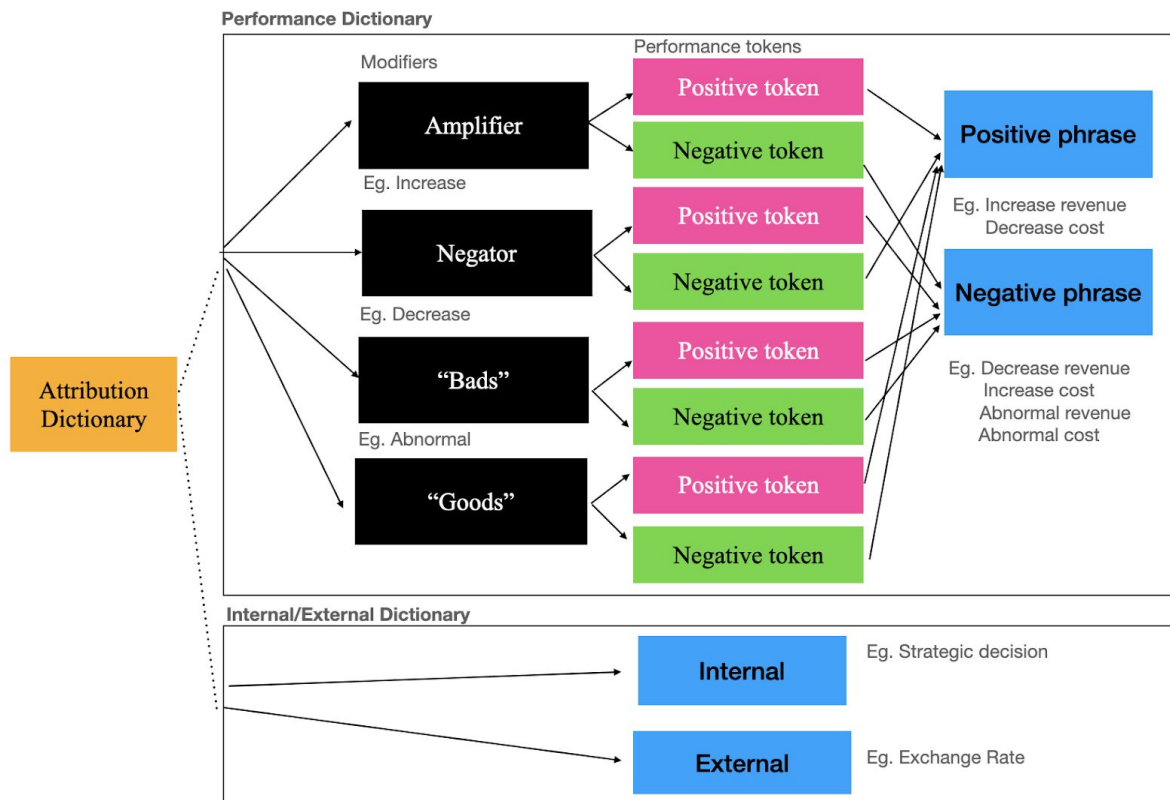 Performance Dictionary
Modifiers
Performance tokens
Amplifier
Eg. Increase
Positive token
Negative token
Negator
Eg. Decrease
Positive token
Negative token
“Bads”
Eg. Abnormal
Positive token
Negative token
“Goods”
Positive token
Negative token
Positive phrase
Eg. Increase revenue
Decrease cost
Negative phrase
Eg. Decrease revenue
Increase cost
Abnormal revenue
Abnormal cost
Attribution
Dictionary
Internal/External Dictionary
Internal
Eg. Strategic decision
External
Eg. Exchange Rate